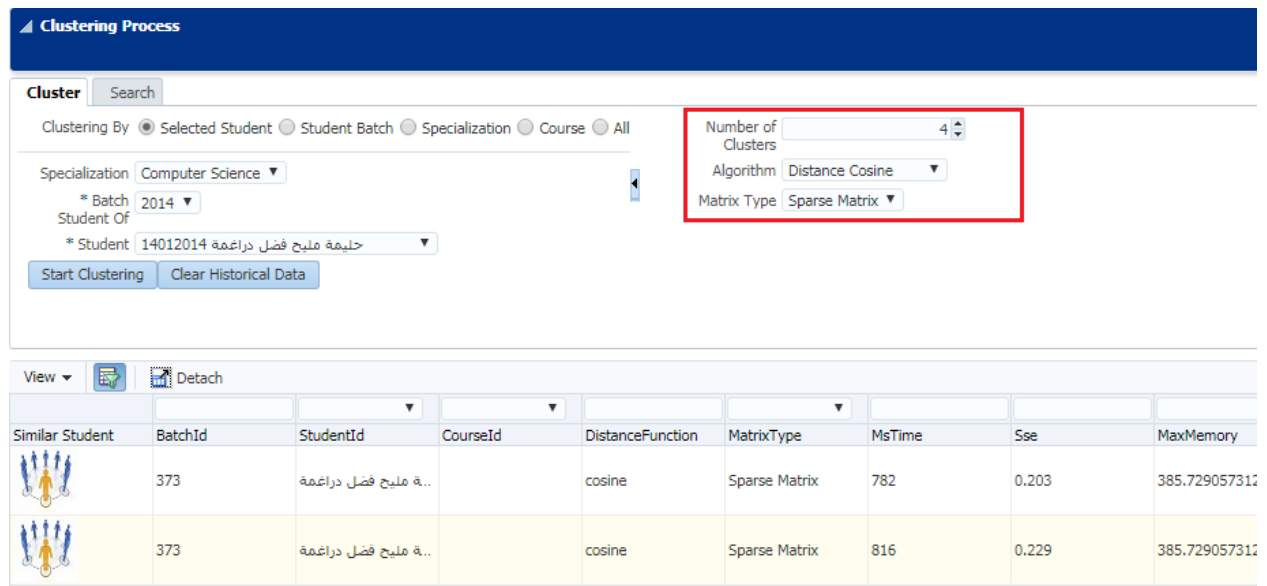 Clustering Process
Cluster Search
Clustering By Selected Student Student Batch Specialization Course All
Number of Clusters 4
Specialization Computer Science
Algorithm Distance Cosine
* Batch Student Of 2014
Matrix Type Sparse Matrix
* Student 14012014 حليمة مليح فضل دراغمة
Start Clustering Clear Historical Data
View Detach
Similar Student BatchId StudentId CourseId DistanceFunction MatrixType MsTime Sse MaxMemory
373 ة مليح فضل دراغمة... cosine Sparse Matrix 782 0.203 385.729057312
373 ة مليح فضل دراغمة... cosine Sparse Matrix 816 0.229 385.729057312